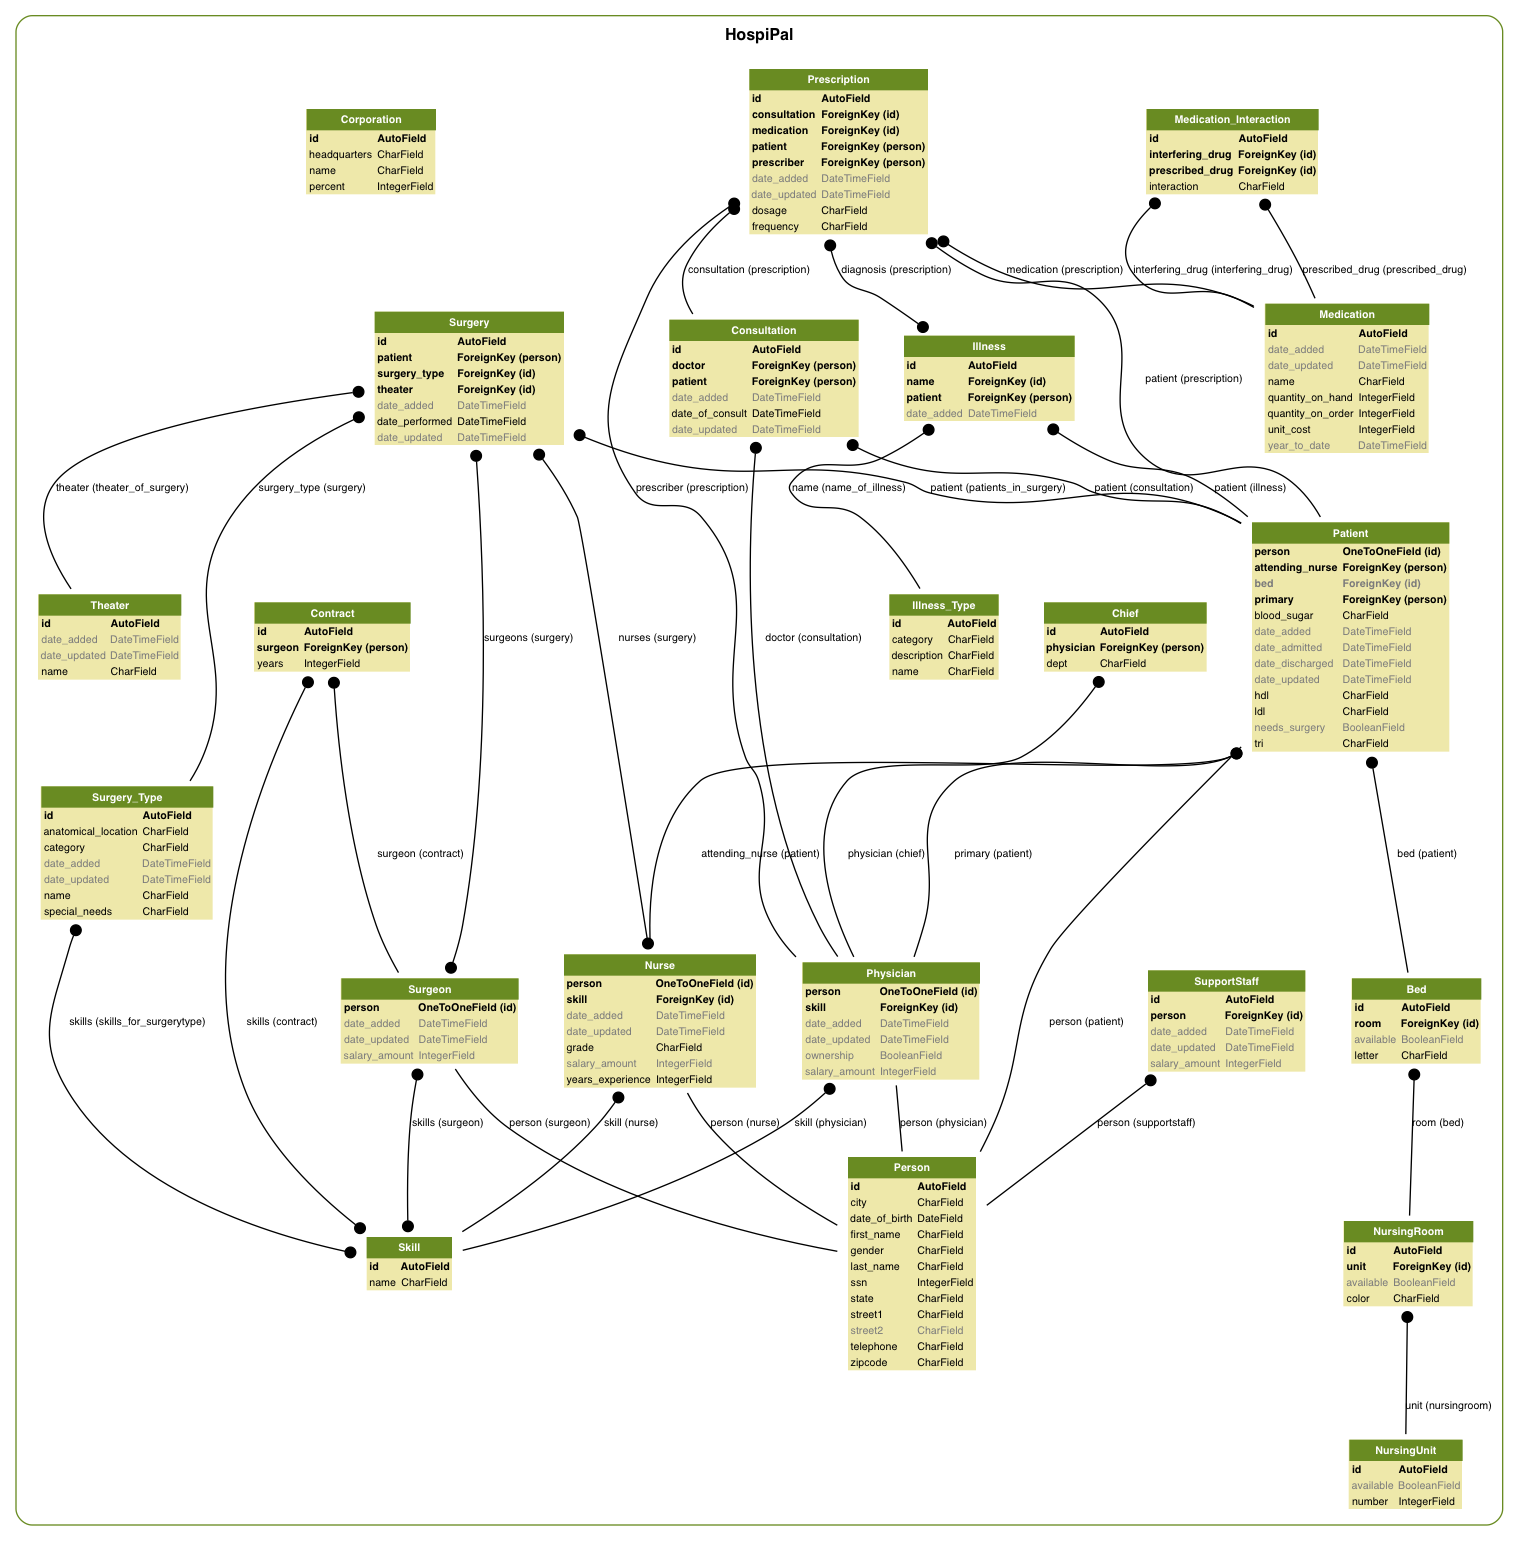 HospiPal
Prescription
id AutoField
consultation ForeignKey (id)
medication ForeignKey (id)
patient ForeignKey (person)
prescriber ForeignKey (person)
date_added DateTimeField
date_updated DateTimeField
dosage CharField
frequency CharField
Corporation
id AutoField
headquarters CharField
name CharField
percent IntegerField
Medication_Interaction
id AutoField
interfering_drug ForeignKey (id)
prescribed_drug ForeignKey (id)
interaction CharField
consultation (prescription)
diagnosis (prescription)
medication (prescription)
interfering_drug (interfering_drug)
prescribed_drug (prescribed_drug)
Surgery
id AutoField
patient ForeignKey (person)
surgery_type ForeignKey (id)
theater ForeignKey (id)
date_added DateTimeField
date_performed DateTimeField
date_updated DateTimeField
Consultation
id AutoField
doctor ForeignKey (person)
patient ForeignKey (person)
date_added DateTimeField
date_of_consult DateTimeField
date_updated DateTimeField
Illness
id AutoField
name ForeignKey (id)
patient ForeignKey (person)
date_added DateTimeField
Medication
id AutoField
date_added DateTimeField
date_updated DateTimeField
name CharField
quantity_on_hand IntegerField
quantity_on_order IntegerField
unit_cost IntegerField
year_to_date DateTimeField
patient (prescription)
theater (theater_of_surgery)
surgery_type (surgery)
prescriber (prescription)
name (name_of_illness)
patient (patients_in_surgery)
patient (consultation)
patient (illness)
Patient
person OneToOneField (id)
attending_nurse ForeignKey (person)
bed ForeignKey (id)
primary ForeignKey (person)
blood_sugar CharField
date_added DateTimeField
date_admitted DateTimeField
date_discharged DateTimeField
date_updated DateTimeField
hdl CharField
ldl CharField
needs_surgery BooleanField
tri CharField
Theater
id AutoField
date_added DateTimeField
date_updated DateTimeField
name CharField
Contract
id AutoField
surgeon ForeignKey (person)
years IntegerField
surgeons (surgery)
nurses (surgery)
doctor (consultation)
Illness_Type
id AutoField
category CharField
description CharField
name CharField
Chief
id AutoField
physician ForeignKey (person)
dept CharField
Surgery_Type
id AutoField
anatomical_location CharField
category CharField
date_added DateTimeField
date_updated DateTimeField
name CharField
special_needs CharField
surgeon (contract)
attending_nurse (patient)
physician (chief)
primary (patient)
bed (patient)
skills (skills_for_surgerytype)
skills (contract)
Surgeon
person OneToOneField (id)
date_added DateTimeField
date_updated DateTimeField
salary_amount IntegerField
Nurse
person OneToOneField (id)
skill ForeignKey (id)
date_added DateTimeField
date_updated DateTimeField
grade CharField
salary_amount IntegerField
years_experience IntegerField
Physician
person OneToOneField (id)
skill ForeignKey (id)
date_added DateTimeField
date_updated DateTimeField
ownership BooleanField
salary_amount IntegerField
person (patient)
SupportStaff
id AutoField
person ForeignKey (id)
date_added DateTimeField
date_updated DateTimeField
salary_amount IntegerField
Bed
id AutoField
room ForeignKey (id)
available BooleanField
letter CharField
skills (surgeon)
person (surgeon)
skill (nurse)
person (nurse)
skill (physician)
person (physician)
person (supportstaff)
room (bed)
Skill
id AutoField
name CharField
Person
id AutoField
city CharField
date_of_birth DateField
first_name CharField
gender CharField
last_name CharField
ssn IntegerField
state CharField
street1 CharField
street2 CharField
telephone CharField
zipcode CharField
NursingRoom
id AutoField
unit ForeignKey (id)
available BooleanField
color CharField
unit (nursingroom)
NursingUnit
id AutoField
available BooleanField
number IntegerField